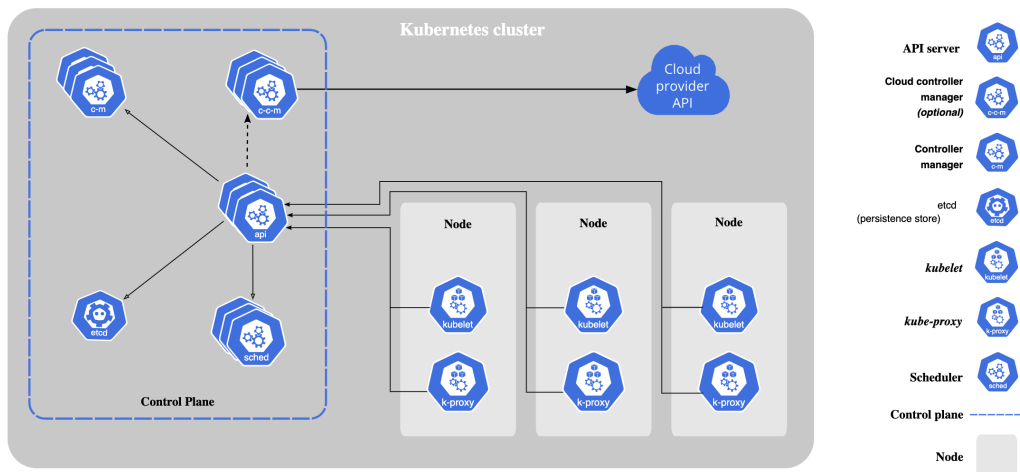 Kubernetes cluster
c-m
c-c-m
Cloud
provider
API
api
etcd
sched
Control Plane
Node
kubelet
k-proxy
Node
kubelet
k-proxy
Node
kubelet
k-proxy
API server
api
Cloud controller
manager
(optional)
c-c-m
Controller
manager
c-m
etcd
(persistence store)
etcd
kubelet
kubelet
kube-proxy
k-proxy
Scheduler
sched
Control plane
Node